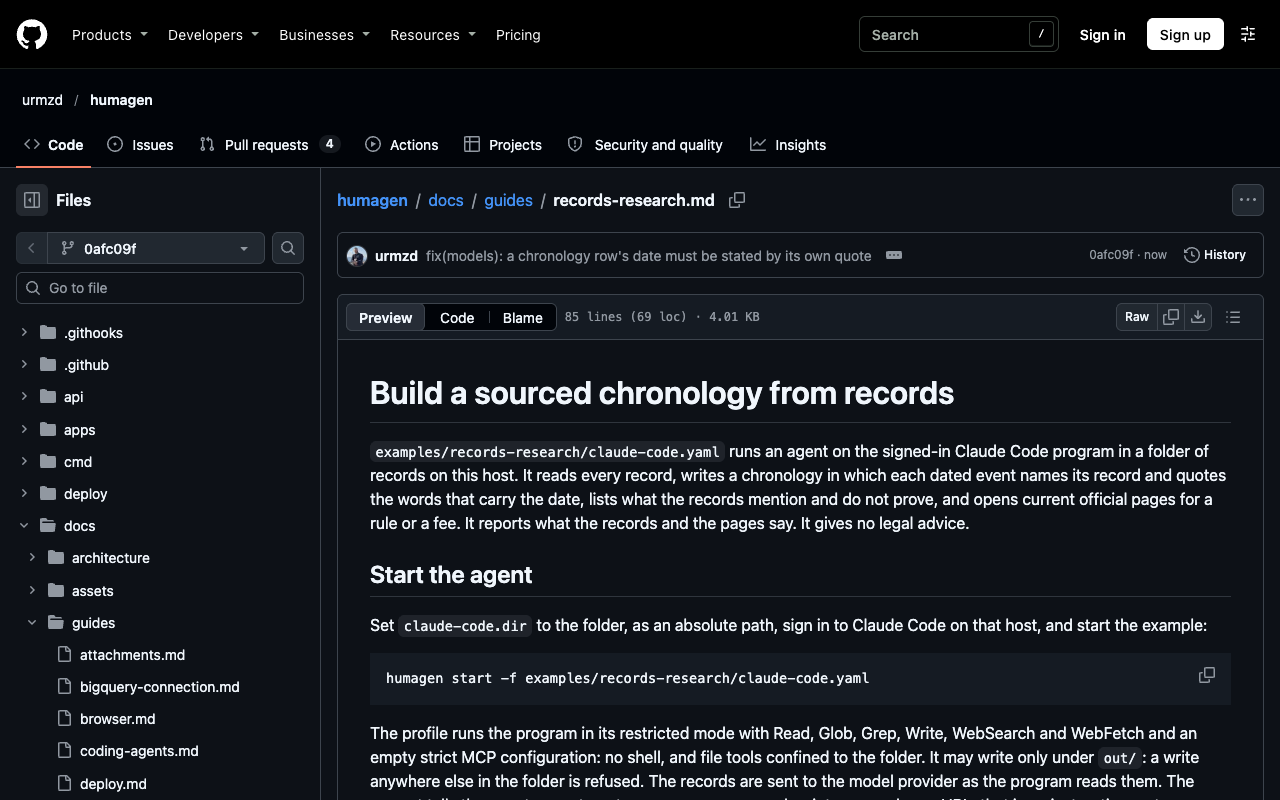 Products
Developers
Businesses
Resources
Pricing
Search
/
Sign in
Sign up
urmzd / humagen
Code
Issues
Pull requests 4
Actions
Projects
Security and quality
Insights
Files
0afc09f
Go to file
.githooks
.github
api
apps
cmd
deploy
docs
architecture
assets
guides
attachments.md
bigquery-connection.md
browser.md
coding-agents.md
deploy.md
humagen / docs / guides / records-research.md
urmzd fix(models): a chronology row's date must be stated by its own quote
0afc09f · now
History
Preview
Code
Blame
85 lines (69 loc) · 4.01 KB
Raw
Build a sourced chronology from records
examples/records-research/claude-code.yaml runs an agent on the signed-in Claude Code program in a folder of
records on this host. It reads every record, writes a chronology in which each dated event names its record and quotes
the words that carry the date, lists what the records mention and do not prove, and opens current official pages for a
rule or a fee. It reports what the records and the pages say. It gives no legal advice.
Start the agent
Set claude-code.dir to the folder, as an absolute path, sign in to Claude Code on that host, and start the example:
humagen start -f examples/records-research/claude-code.yaml
The profile runs the program in its restricted mode with Read, Glob, Grep, Write, WebSearch and WebFetch and an
empty strict MCP configuration: no shell, and file tools confined to the folder. It may write only under out/: a write
anywhere else in the folder is refused. The records are sent to the model provider as the program reads them. The